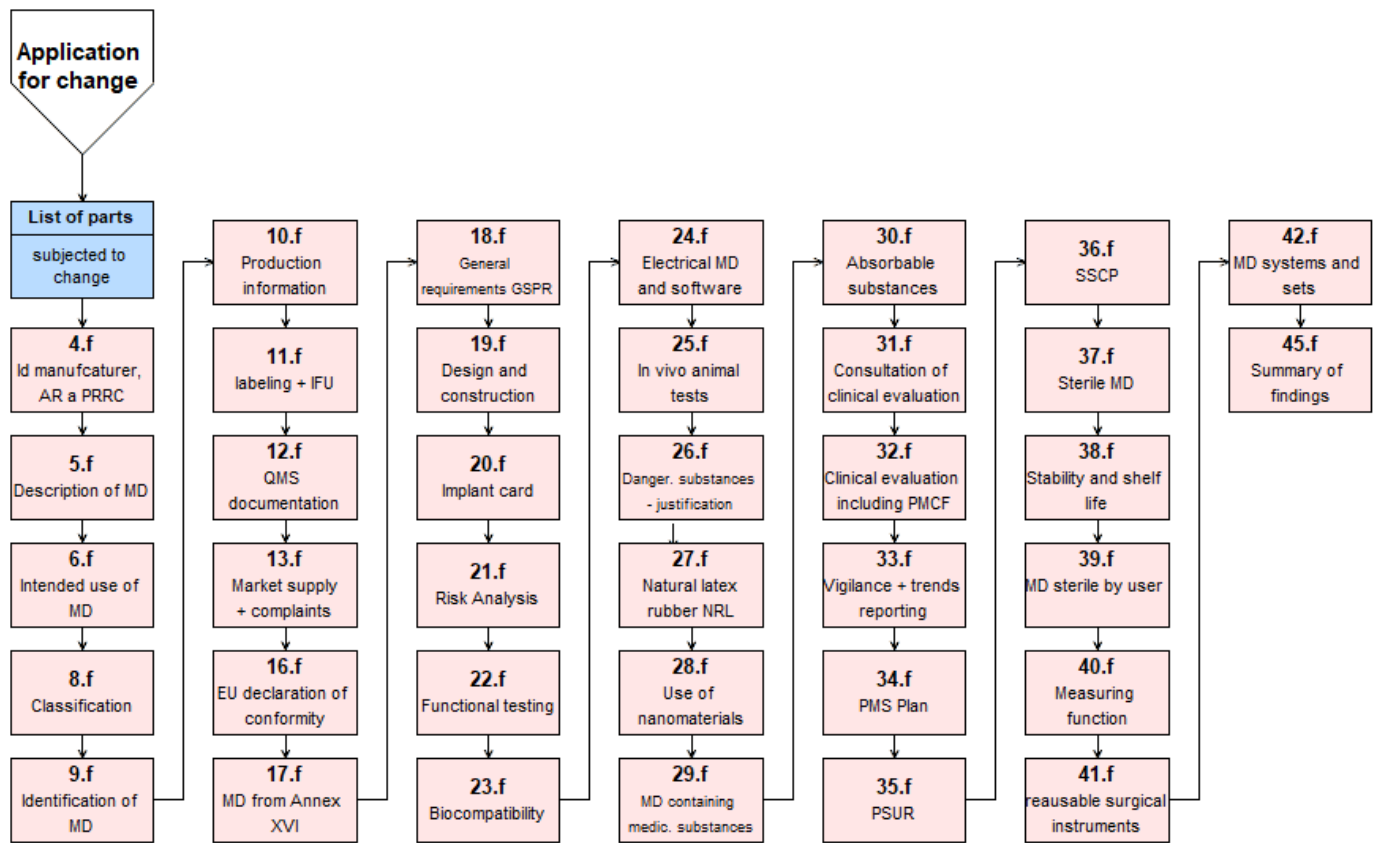 Application
for change
List of parts
subjected to
change
4.f
Id manufcaturer,
AR a PRRC
5.f
Description of MD
6.f
Intended use of
MD
8.f
Classification
9.f
Identification of
MD
10.f
Production
information
11.f
labeling + IFU
12.f
QMS
documentation
13.f
Market supply
+ complaints
16.f
EU declaration of
conformity
17.f
MD from Annex
XVI
18.f
General
requirements GSPR
19.f
Design and
construction
20.f
Implant card
21.f
Risk Analysis
22.f
Functional testing
23.f
Biocompatibility
24.f
Electrical MD
and software
25.f
In vivo animal
tests
26.f
Danger. substances
- justification
27.f
Natural latex
rubber NRL
28.f
Use of
nanomaterials
29.f
MD containing
medic. substances
30.f
Absorbable
substances
31.f
Consultation of
clinical evaluation
32.f
Clinical evaluation
including PMCF
33.f
Vigilance + trends
reporting
34.f
PMS Plan
35.f
PSUR
36.f
SSCP
37.f
Sterile MD
38.f
Stability and shelf
life
39.f
MD sterile by user
40.f
Measuring
function
41.f
reausable surgical
instruments
42.f
MD systems and
sets
45.f
Summary of
findings